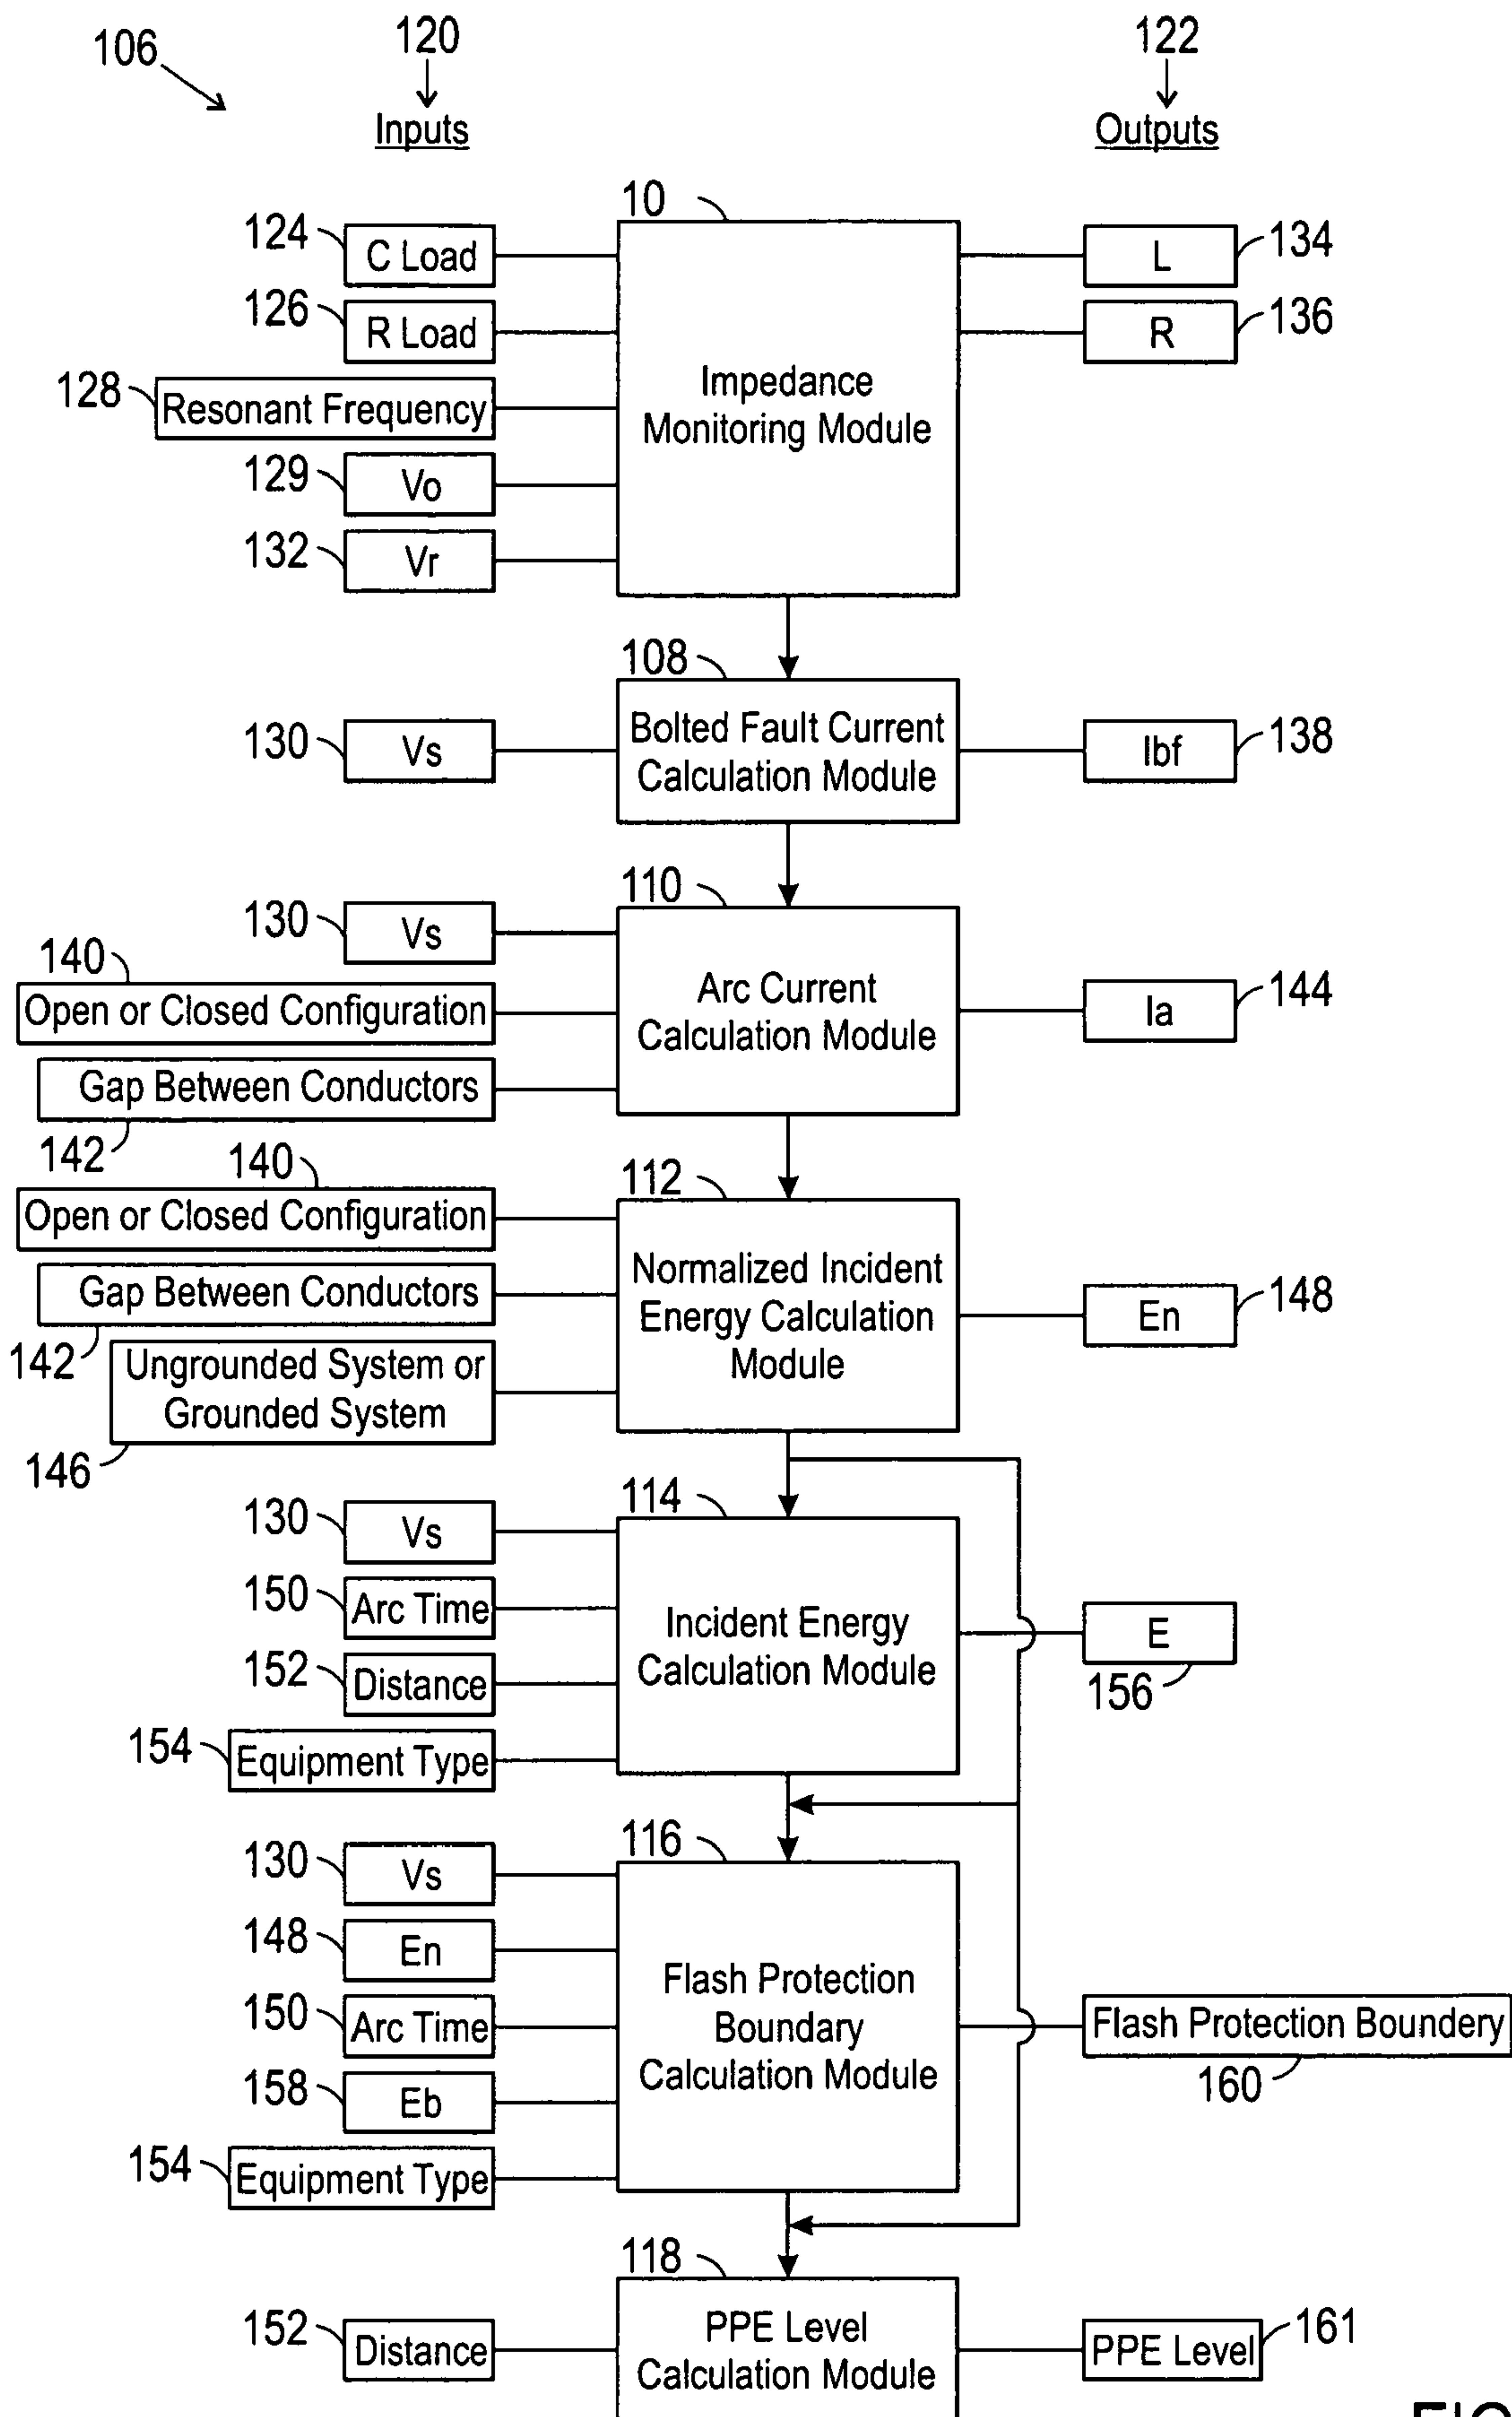 106
120
122
Inputs
Outputs
10
124
C Load
L
134
126
R Load
R
136
128
Resonant Frequency
Impedance
Monitoring Module
129
Vo
132
Vr
108
130
Vs
Bolted Fault Current
Calculation Module
Ibf
138
110
130
Vs
140
Open or Closed Configuration
Arc Current
Calculation Module
Ia
144
Gap Between Conductors
142
140
112
Open or Closed Configuration
Gap Between Conductors
142
Normalized Incident
Energy Calculation
Module
En
148
Ungrounded System or
Grounded System
146
114
130
Vs
150
Arc Time
Incident Energy
Calculation Module
E
156
152
Distance
154
Equipment Type
116
130
Vs
148
En
Flash Protection
Boundary
Calculation Module
150
Arc Time
Flash Protection Boundery
160
158
Eb
154
Equipment Type
118
152
Distance
PPE Level
Calculation Module
PPE Level
161